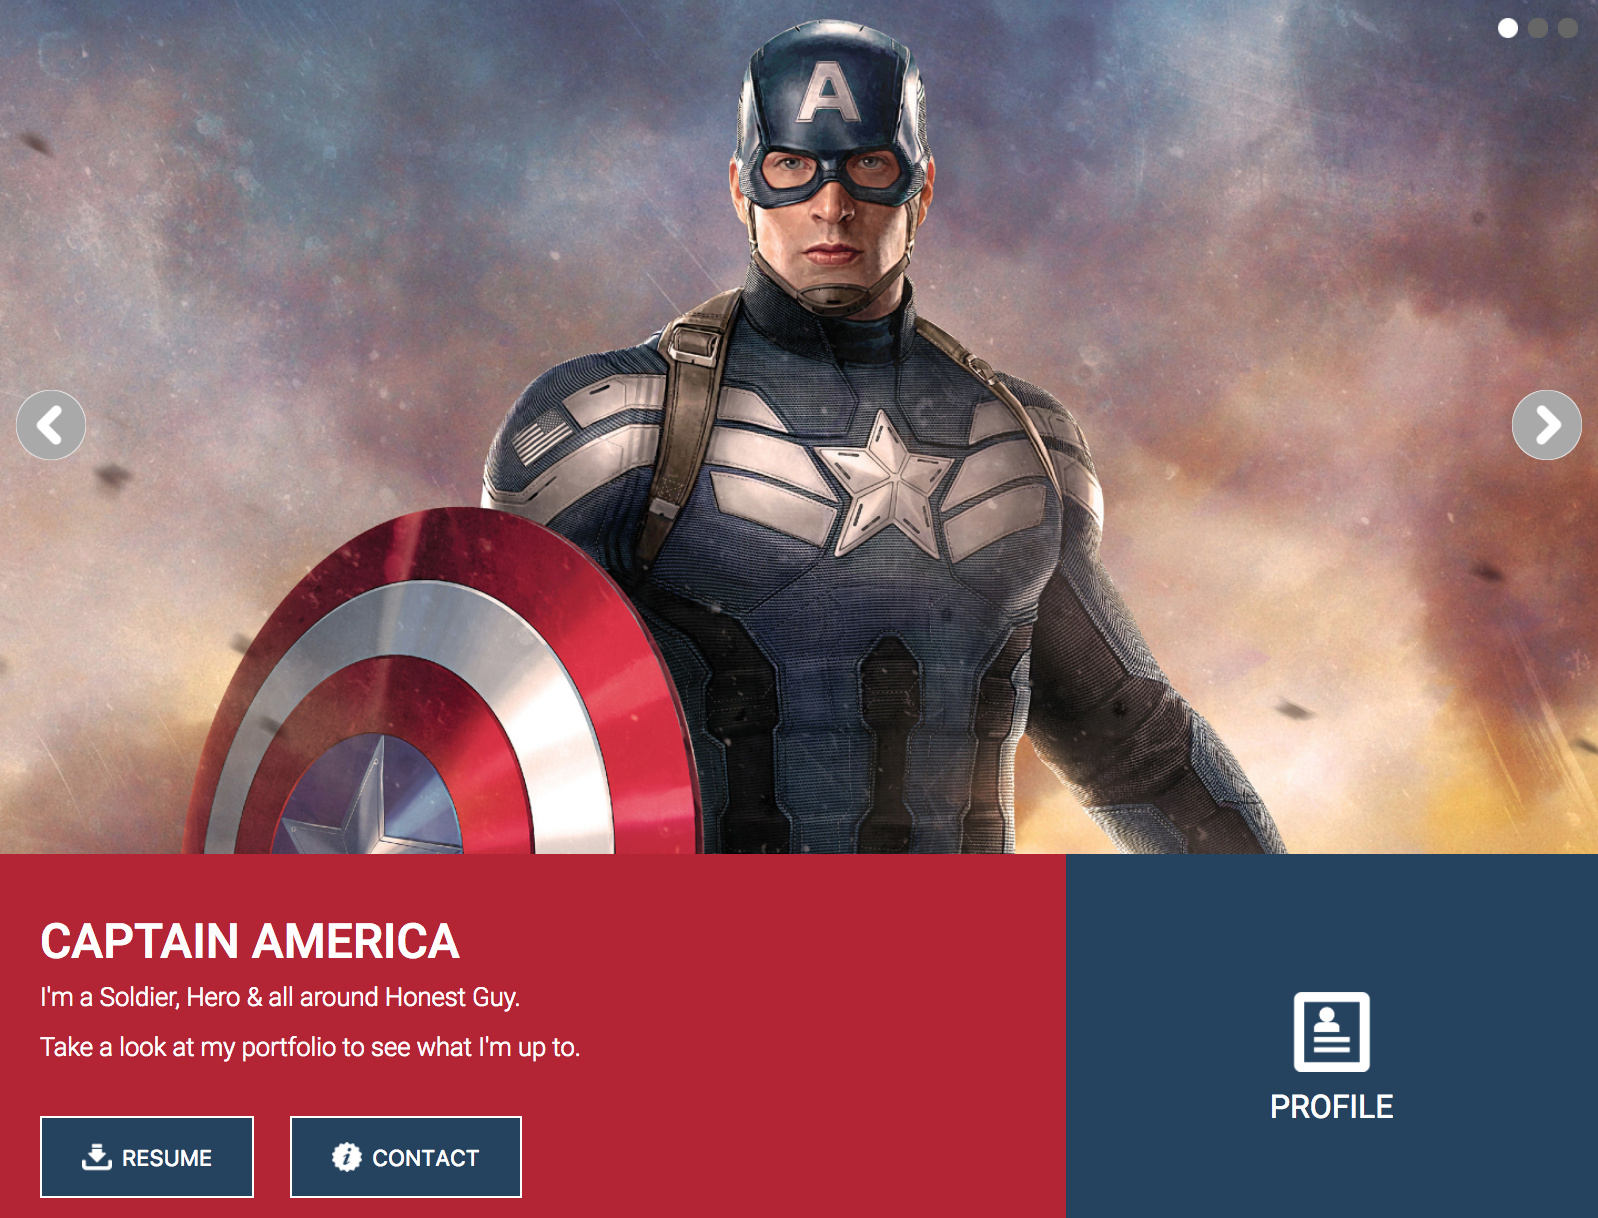 A
CAPTAIN AMERICA
I'm a Soldier, Hero & all around Honest Guy.
Take a look at my portfolio to see what I'm up to.
RESUME
CONTACT
PROFILE